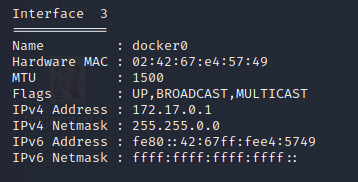 Interface  3
============
Name         : docker0
Hardware MAC : 02:42:67:e4:57:49
MTU          : 1500
Flags        : UP,BROADCAST,MULTICAST
IPv4 Address : 172.17.0.1
IPv4 Netmask : 255.255.0.0
IPv6 Address : fe80::42:67ff:fee4:5749
IPv6 Netmask : ffff:ffff:ffff:ffff::